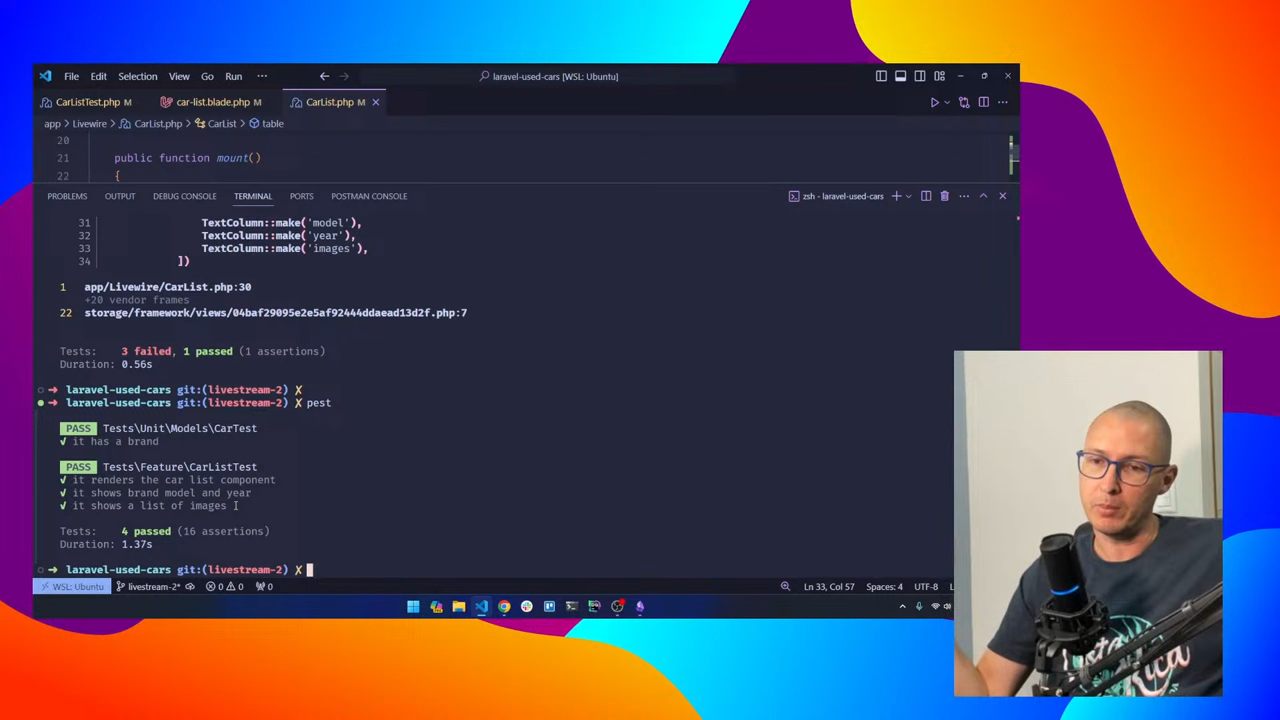 File Edit Selection View Go Run ··· laravel-used-cars [WSL: Ubuntu]
CarListTest.php M car-list.blade.php M CarList.php M
app > Livewire > CarList.php > CarList > table
20
21 public function mount()
22 {
PROBLEMS OUTPUT DEBUG CONSOLE TERMINAL PORTS POSTMAN CONSOLE zsh - laravel-used-cars
31 TextColumn::make('model'),
32 TextColumn::make('year'),
33 TextColumn::make('images'),
34 ])
1 app/Livewire/CarList.php:30
+20 vendor frames
22 storage/framework/views/04baf29095e2e5af92444ddaead13d2f.php:7
Tests: 3 failed, 1 passed (1 assertions)
Duration: 0.56s
➜ laravel-used-cars git:(livestream-2) ✗
➜ laravel-used-cars git:(livestream-2) ✗ pest
PASS Tests\Unit\Models\CarTest
✓ it has a brand
PASS Tests\Feature\CarListTest
✓ it renders the car list component
✓ it shows brand model and year
✓ it shows a list of images
Tests: 4 passed (16 assertions)
Duration: 1.37s
➜ laravel-used-cars git:(livestream-2) ✗
WSL: Ubuntu livestream-2* 0 0 0 Ln 33, Col 57 Spaces: 4 UTF-8
Rica